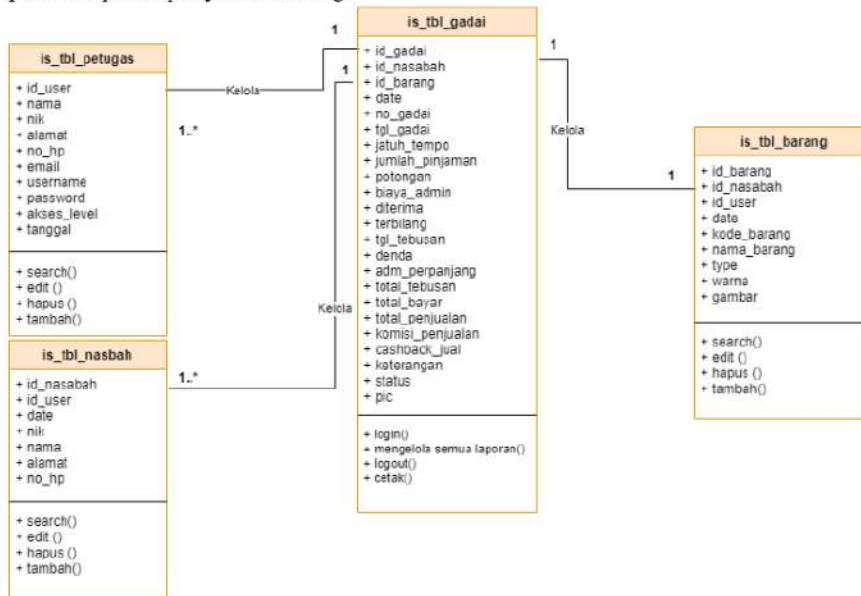 is_tbl_petugas
+ id_user
+ nama
+ nik
+ alamat
+ no_hp
+ email
+ username
+ password
+ akses_level
+ tanggal
+ search()
+ edit ()
+ hapus ()
+ tambah()
is_tbl_nasbah
+ id_nasabah
+ id_user
+ date
+ nik
+ nama
+ alamat
+ no_hp
+ search()
+ edit ()
+ hapus ()
+ tambah()
1
Kelola
1..*
1
Kelola
1..*
is_tbl_gadai
+ id_gadai
+ id_nasabah
+ id_barang
+ date
+ no_gadai
+ tgl_gadai
+ jatuh_tempo
+ jumlah_pinjaman
+ potongan
+ biaya_admin
+ diterima
+ terbilang
+ tgl_tebusan
+ denda
+ adm_perpanjang
+ total_tebusan
+ total_bayar
+ total_penjualan
+ komisi_penjualan
+ cashback_jual
+ keterangan
+ status
+ pic
+ login()
+ mengelola semua laporan()
+ logout()
+ cetak()
1
Kelola
1
is_tbl_barang
+ id_barang
+ id_nasabah
+ id_user
+ date
+ kode_barang
+ nama_barang
+ type
+ warna
+ gambar
+ search()
+ edit ()
+ hapus ()
+ tambah()